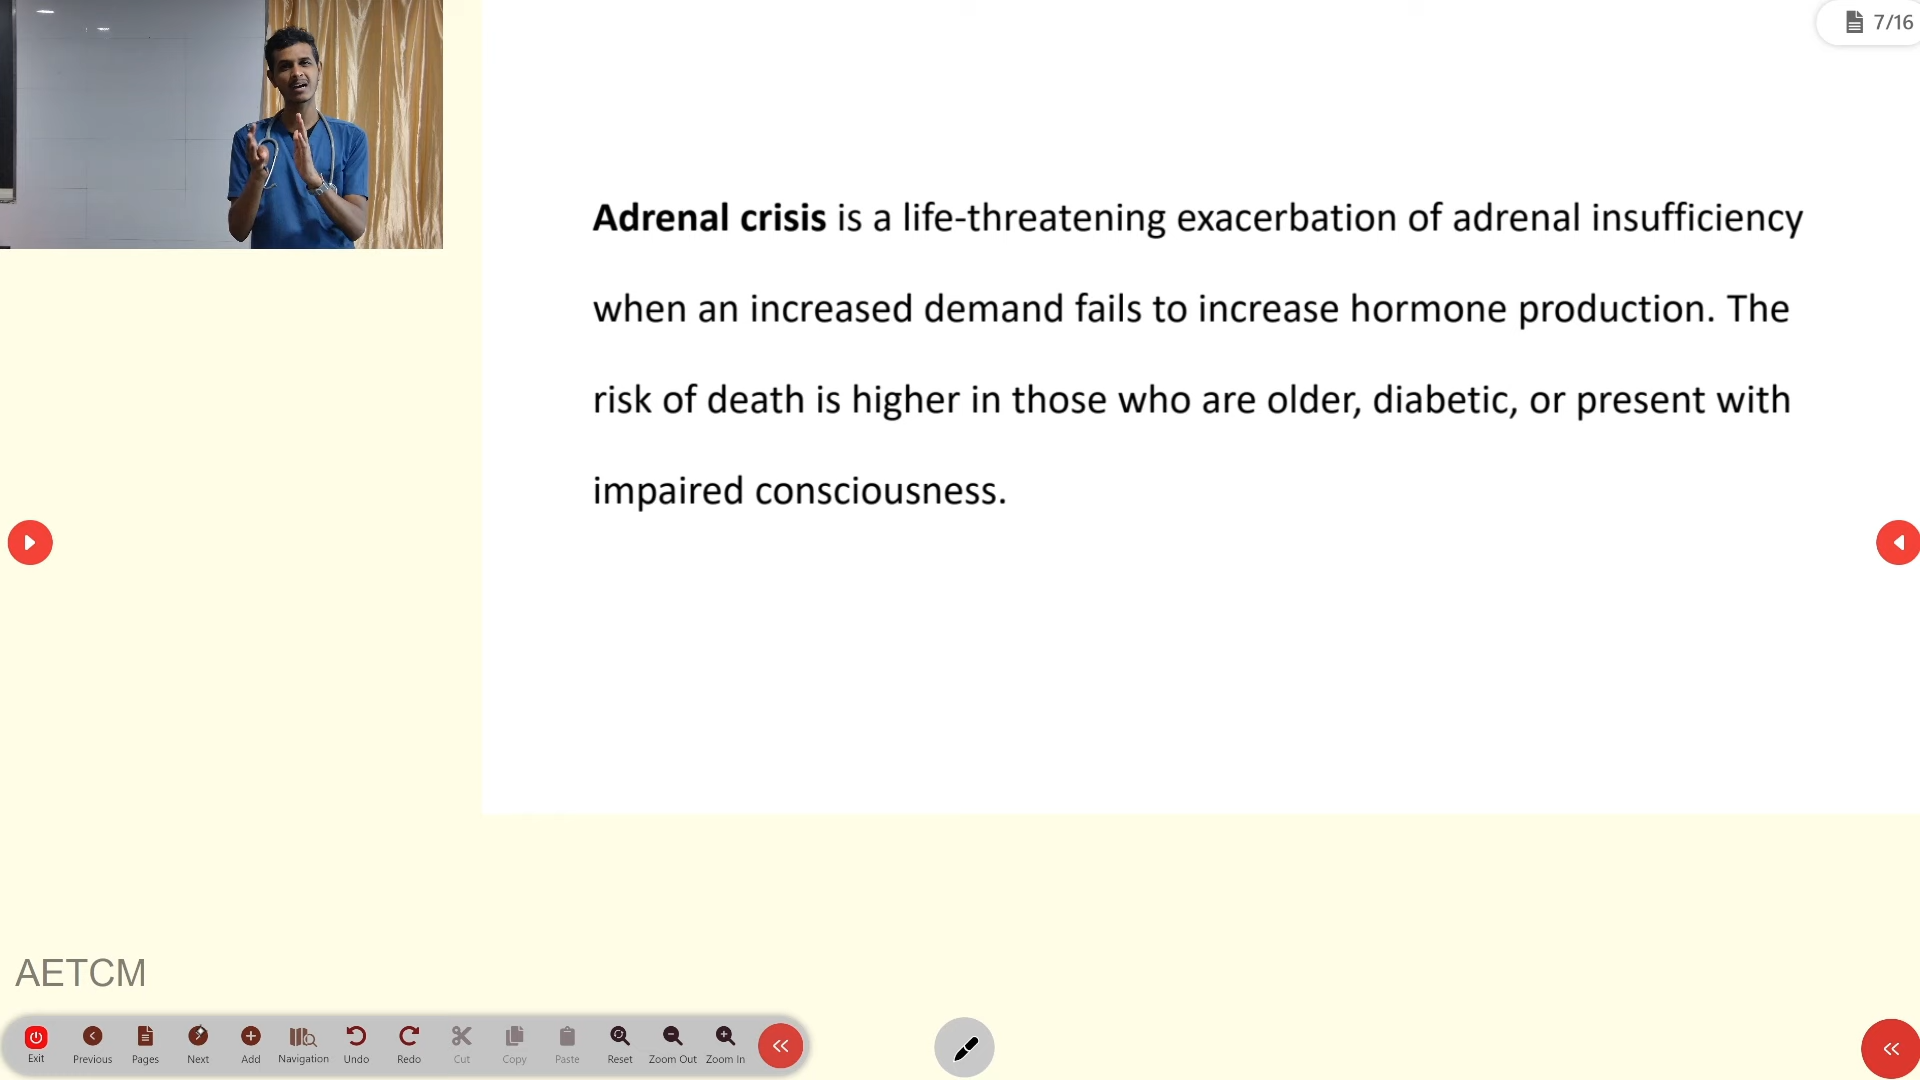 7/16
Adrenal crisis is a life-threatening exacerbation of adrenal insufficiency
when an increased demand fails to increase hormone production. The
risk of death is higher in those who are older, diabetic, or present with
impaired consciousness.
AETCM
Exit Previous Pages Next Add Navigation Undo Redo Cut Copy Paste Reset Zoom Out Zoom In